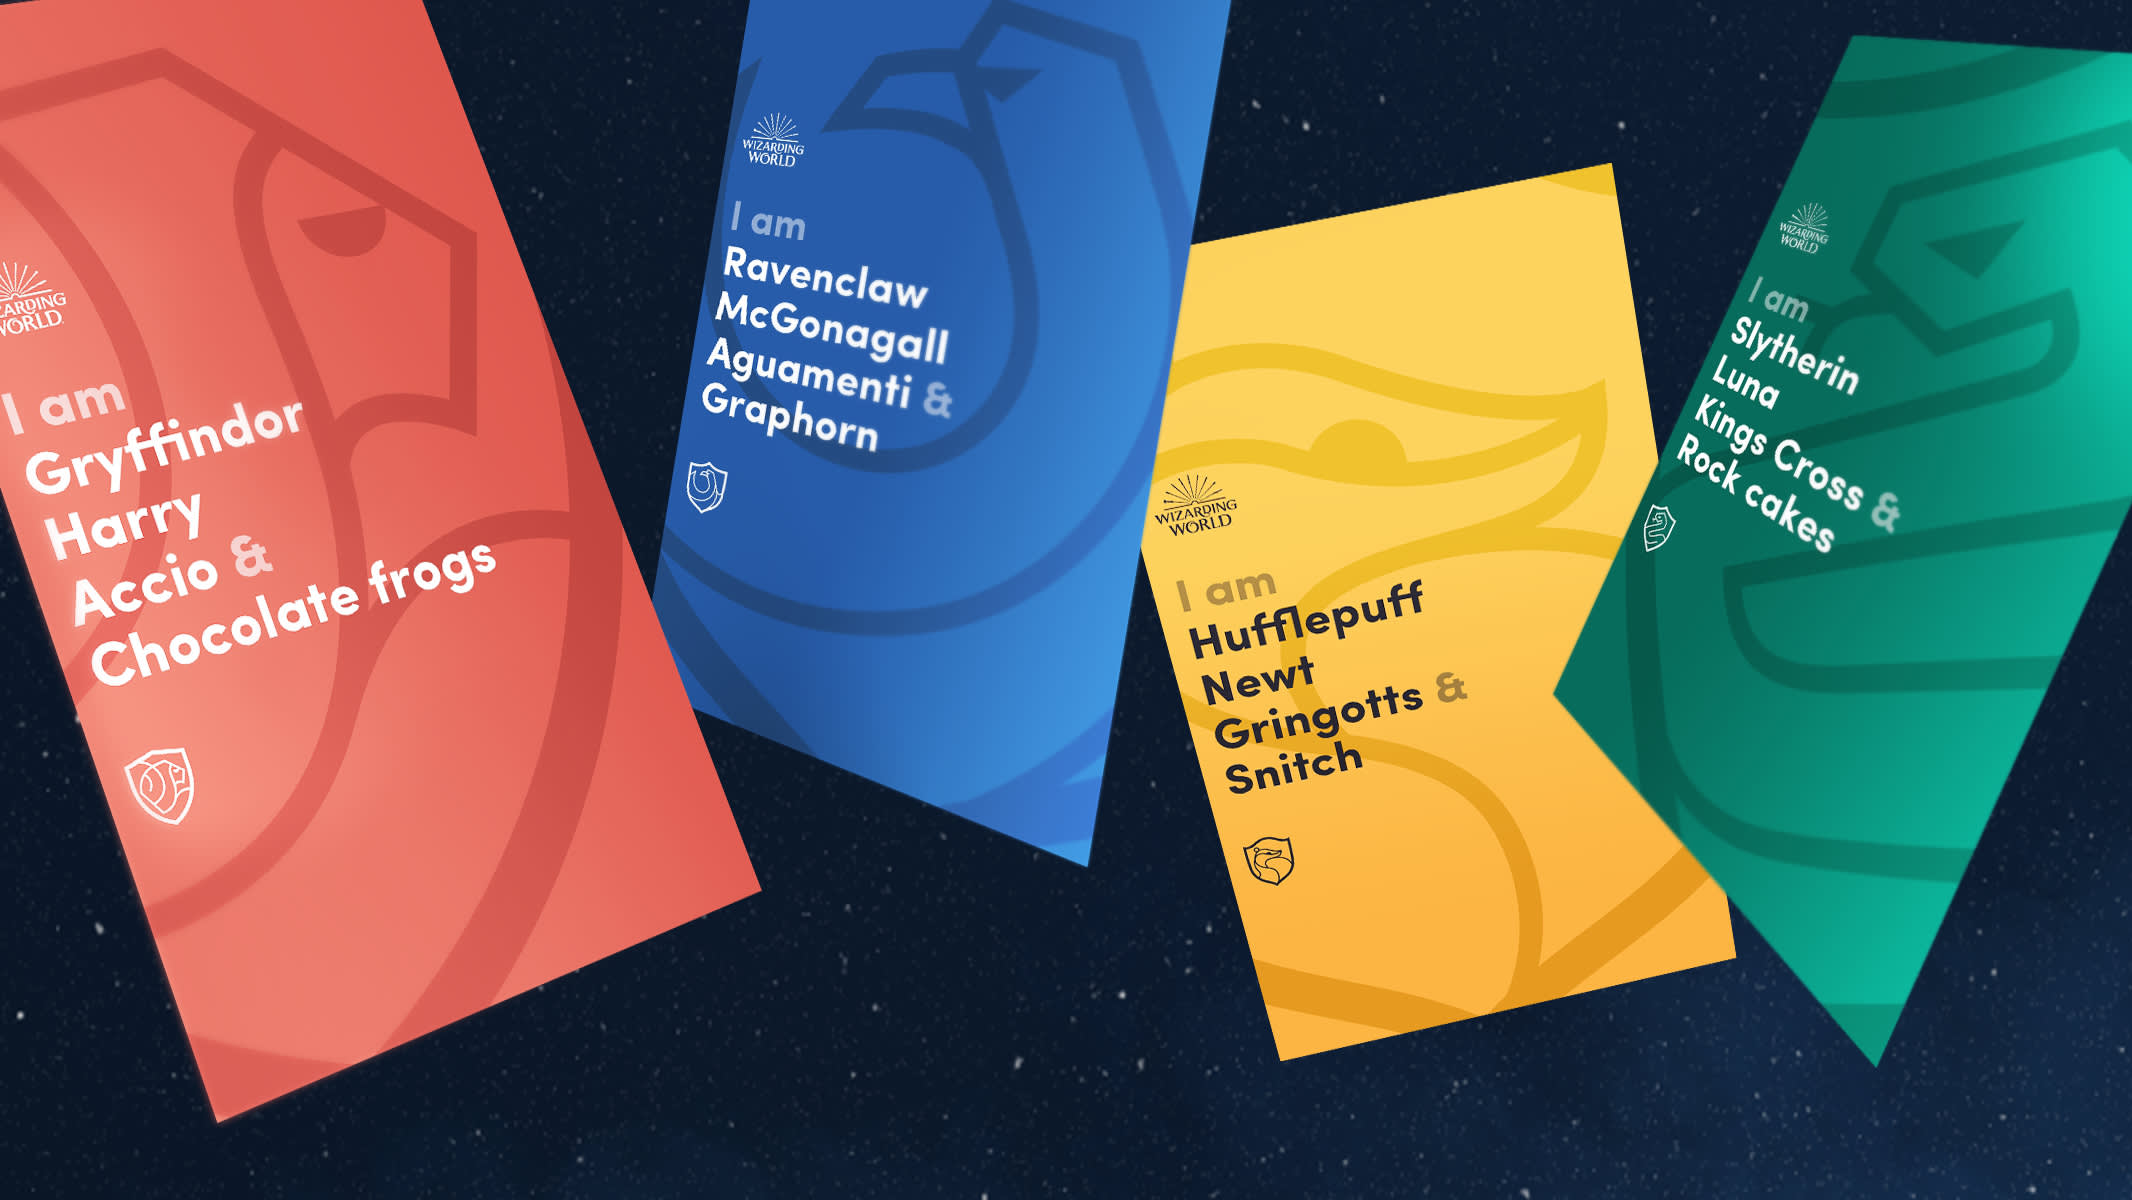 WIZARDING
WORLD
I am
Gryffindor
Harry
Accio &
Chocolate frogs
WIZARDING
WORLD
I am
Ravenclaw
McGonagall
Aguamenti &
Graphorn
WIZARDING
WORLD
I am
Hufflepuff
Newt
Gringotts &
Snitch
WIZARDING
WORLD
I am
Slytherin
Luna
Kings Cross &
Rock cakes